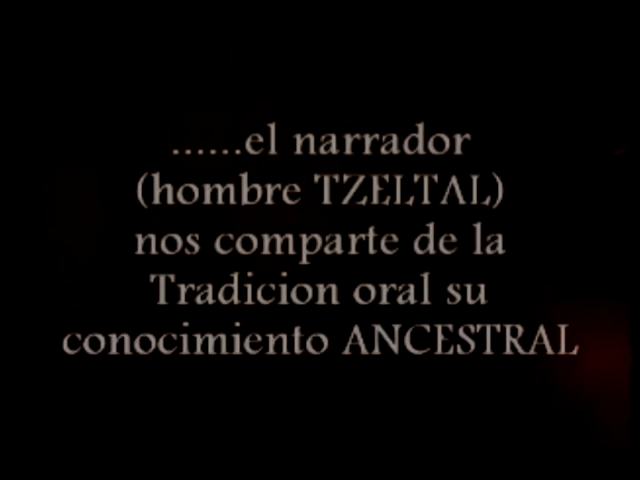 ......el narrador
(hombre TZELTAL)
nos comparte de la
Tradicion oral su
conocimiento ANCESTRAL